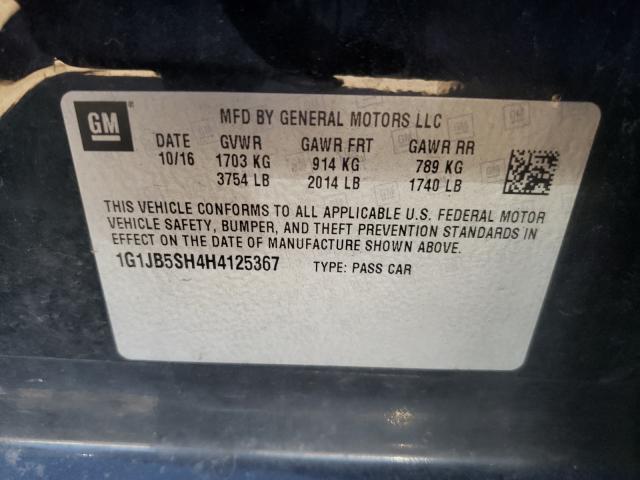 GM
MFD BY GENERAL MOTORS LLC
DATE GVWR GAWR FRT GAWR RR
10/16 1703 KG 914 KG 789 KG
3754 LB 2014 LB 1740 LB
THIS VEHICLE CONFORMS TO ALL APPLICABLE U.S. FEDERAL MOTOR
VEHICLE SAFETY, BUMPER, AND THEFT PREVENTION STANDARDS IN
EFFECT ON THE DATE OF MANUFACTURE SHOWN ABOVE.
1G1JB5SH4H4125367 TYPE: PASS CAR